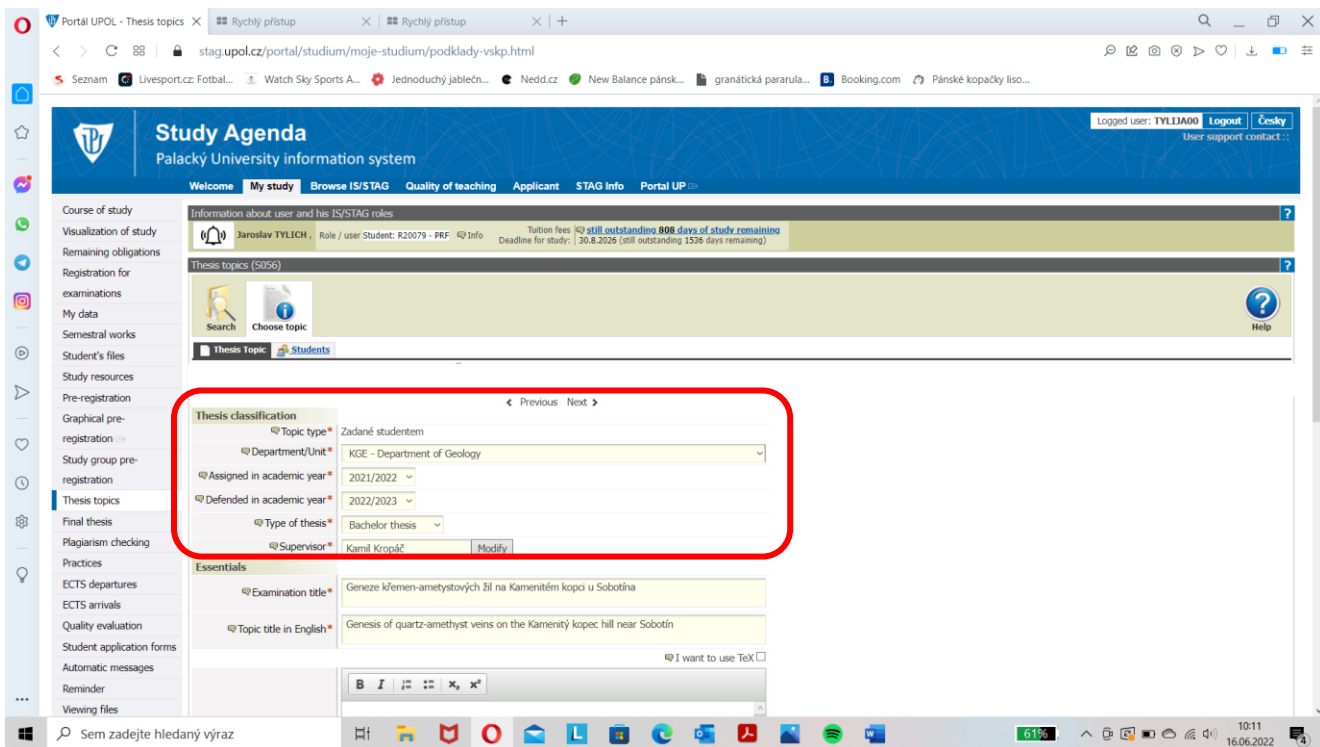 Portál UPOL - Thesis topics
Rychlý přístup
Rychlý přístup
stag.upol.cz/portal/studium/moje-studium/podklady-vskp.html
Seznam
Livesport.cz: Fotbal...
Watch Sky Sports A...
Jednoduchý jablečn...
Nedd.cz
New Balance pánsk...
granátická pararula...
Booking.com
Pánské kopačky liso...
Study Agenda
Palacký University information system
Logged user: TYLIJA00 Logout Česky
User support contact ::
Welcome My study Browse IS/STAG Quality of teaching Applicant STAG Info Portal UP
Course of study
Visualization of study
Remaining obligations
Registration for
examinations
My data
Semestral works
Student's files
Study resources
Pre-registration
Graphical pre-
registration
Study group pre-
registration
Thesis topics
Final thesis
Plagiarism checking
Practices
ECTS departures
ECTS arrivals
Quality evaluation
Student application forms
Automatic messages
Reminder
Viewing files
Information about user and his IS/STAG roles ?
Jaroslav TYLICH, Role / user Student: R20079 - PRF Info
Tuition fees still outstanding 808 days of study remaining
Deadline for study: 30.8.2026 (still outstanding 1536 days remaining)
Thesis topics (S056) ?
Search
Choose topic
Help
Thesis Topic Students
Previous Next
Thesis classification
Topic type* Zadané studentem
Department/Unit* KGE - Department of Geology
Assigned in academic year* 2021/2022
Defended in academic year* 2022/2023
Type of thesis* Bachelor thesis
Supervisor* Kamil Kropáč Modify
Essentials
Examination title* Geneze křemen-ametystových žil na Kamenitém kopci u Sobotína
Topic title in English* Genesis of quartz-amethyst veins on the Kamenitý kopec hill near Sobotín
I want to use TeX
B I x₂ x²
Sem zadejte hledaný výraz
61%
10:11
16.06.2022
4